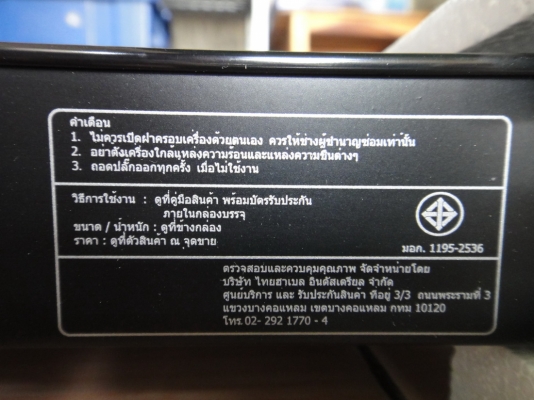 คำเตือน
1. ไม่ควรเปิดฝาครอบเครื่องด้วยตนเอง ควรให้ช่างผู้ชำนาญซ่อมเท่านั้น
2. อย่าตั้งเครื่องใกล้แหล่งความร้อนและแหล่งความชื้นต่างๆ
3. ถอดปลั๊กออกทุกครั้ง เมื่อไม่ใช้งาน
วิธีการใช้งาน : ดูที่คู่มือสินค้า พร้อมบัตรรับประกัน
ภายในกล่องบรรจุ
ขนาด / น้ำหนัก : ดูที่ข้างกล่อง
ราคา : ดูที่ตัวสินค้า ณ จุดขาย
มอก. 1195-2536
ตรวจสอบและควบคุมคุณภาพ จัดจำหน่ายโดย
บริษัท ไทยฮาเบล อินดัสเตรียล จำกัด
ศูนย์บริการ และ รับประกันสินค้า ที่อยู่ 3/3 ถนนพระรามที่ 3
แขวงบางคอแหลม เขตบางคอแหลม กทม 10120
โทร. 02- 292 1770 - 4